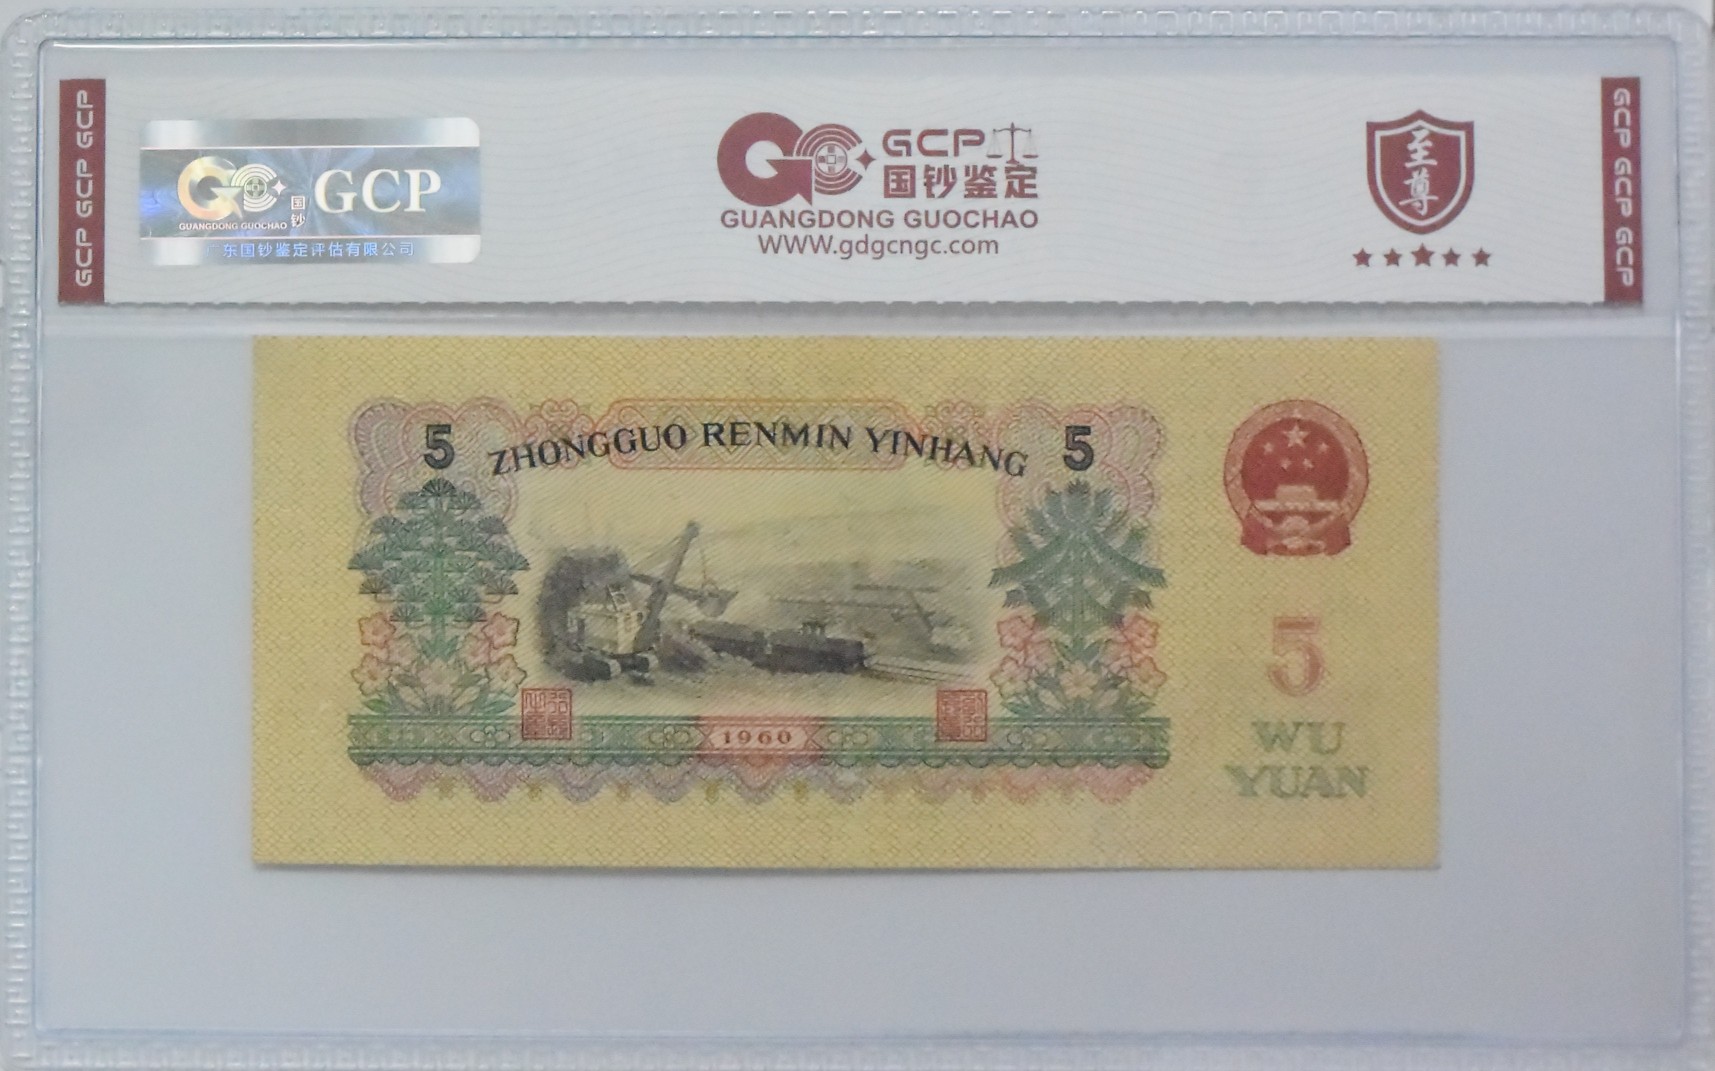 GCP GCP GCP
国钞
GCP
GUANGDONG GUOCHAO
广东国钞鉴定评估有限公司
GCP
国钞鉴定
GUANGDONG GUOCHAO
WWW.gdgcngc.com
至尊
GCP GCP GCP
5
ZHONGGUO RENMIN YINHANG
5
5
WU
YUAN
1960